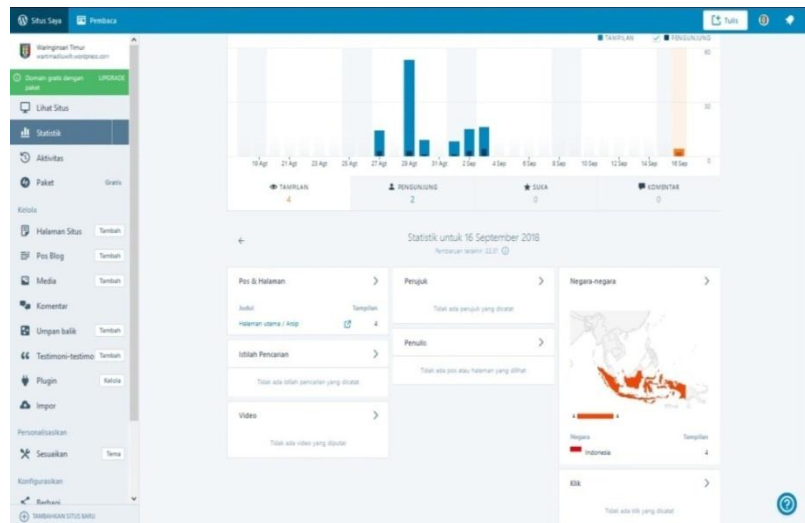 Situs Saya
Pembaca
Tulis
Waringinsari Timur
Domain gratis dengan paket
UPGRADE
Lihat Situs
Statistik
Aktivitas
Paket
Gratis
Kelola
Halaman Situs
Tambah
Pos Blog
Tambah
Media
Tambah
Komentar
Umpan balik
Tambah
Testimoni-testimo
Tambah
Plugin
Kelola
Impor
Personalisasikan
Sesuaikan
Tema
Konfigurasikan
Berbagi
TAMBAHKAN SITUS BARU
TAMPILAN
PENGUNJUNG
60
30
0
19 Agt
21 Agt
23 Agt
25 Agt
27 Agt
29 Agt
31 Agt
2 Sep
4 Sep
6 Sep
8 Sep
10 Sep
12 Sep
14 Sep
16 Sep
TAMPILAN
4
PENGUNJUNG
2
SUKA
0
KOMENTAR
0
Statistik untuk 16 September 2018
Pos & Halaman
Judul
Tampilan
Halaman utama / Arsip
4
Istilah Pencarian
Tidak ada istilah pencarian yang dicatat
Video
Tidak ada video yang diputar
Perujuk
Tidak ada perujuk yang dicatat
Penulis
Tidak ada pos atau halaman yang dilihat
Negara-negara
4
4
Negara
Tampilan
Indonesia
4
Klik
Tidak ada klik yang dicatat